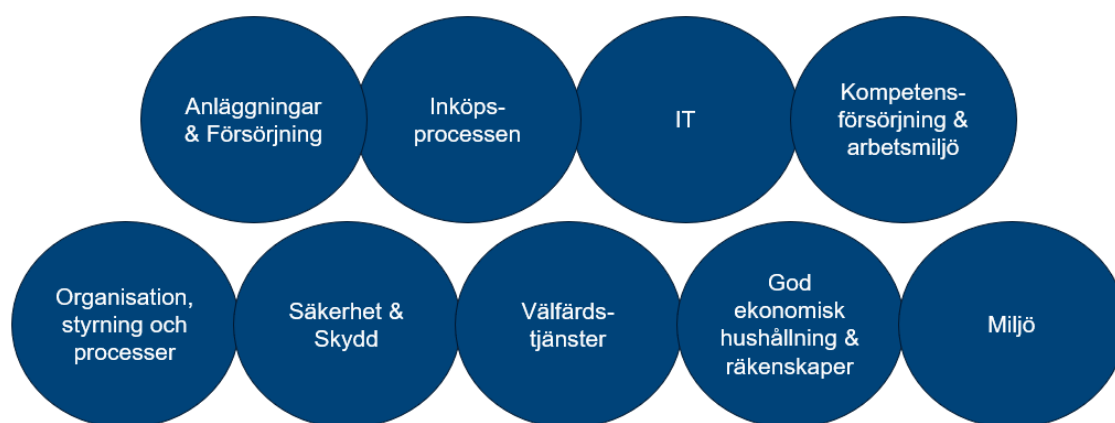 Anläggningar
& Försörjning
Inköps-
processen
IT
Kompetens-
försörjning &
arbetsmiljö
Organisation,
styrning och
processer
Säkerhet &
Skydd
Välfärds-
tjänster
God
ekonomisk
hushållning &
räkenskaper
Miljö